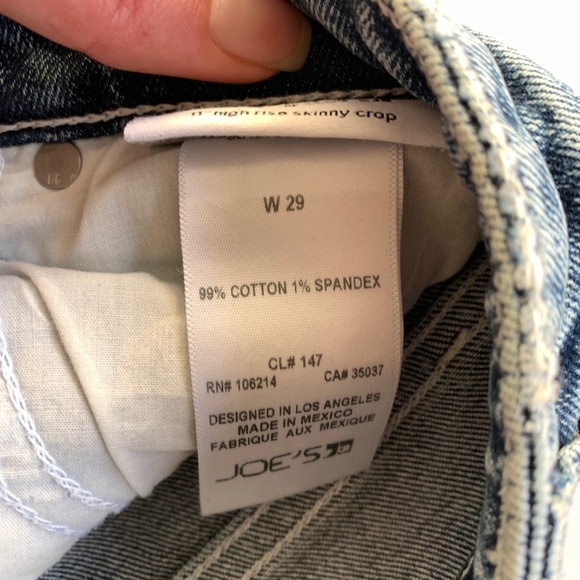 high rise skinny crop
W 29
99% COTTON 1% SPANDEX
CL# 147
RN# 106214 CA# 35037
DESIGNED IN LOS ANGELES
MADE IN MEXICO
FABRIQUE AUX MEXIQUE
JOE'S